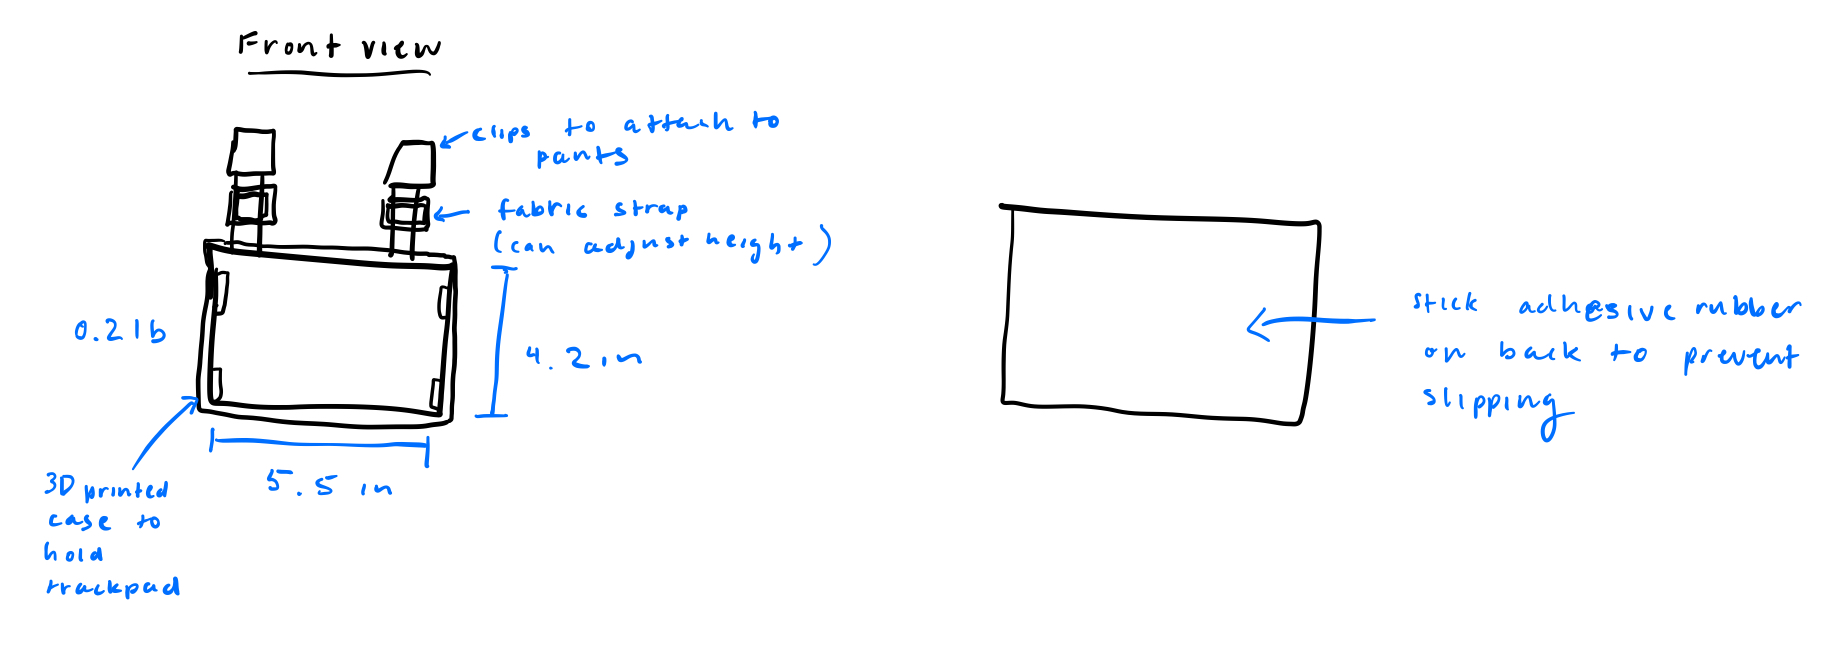 Front view
clips to attach to
pants
fabric strap
(can adjust height)
0.2 lb
4.2 in
5.5 in
3D printed
case to
hold
trackpad
stick adhesive rubber
on back to prevent
slipping